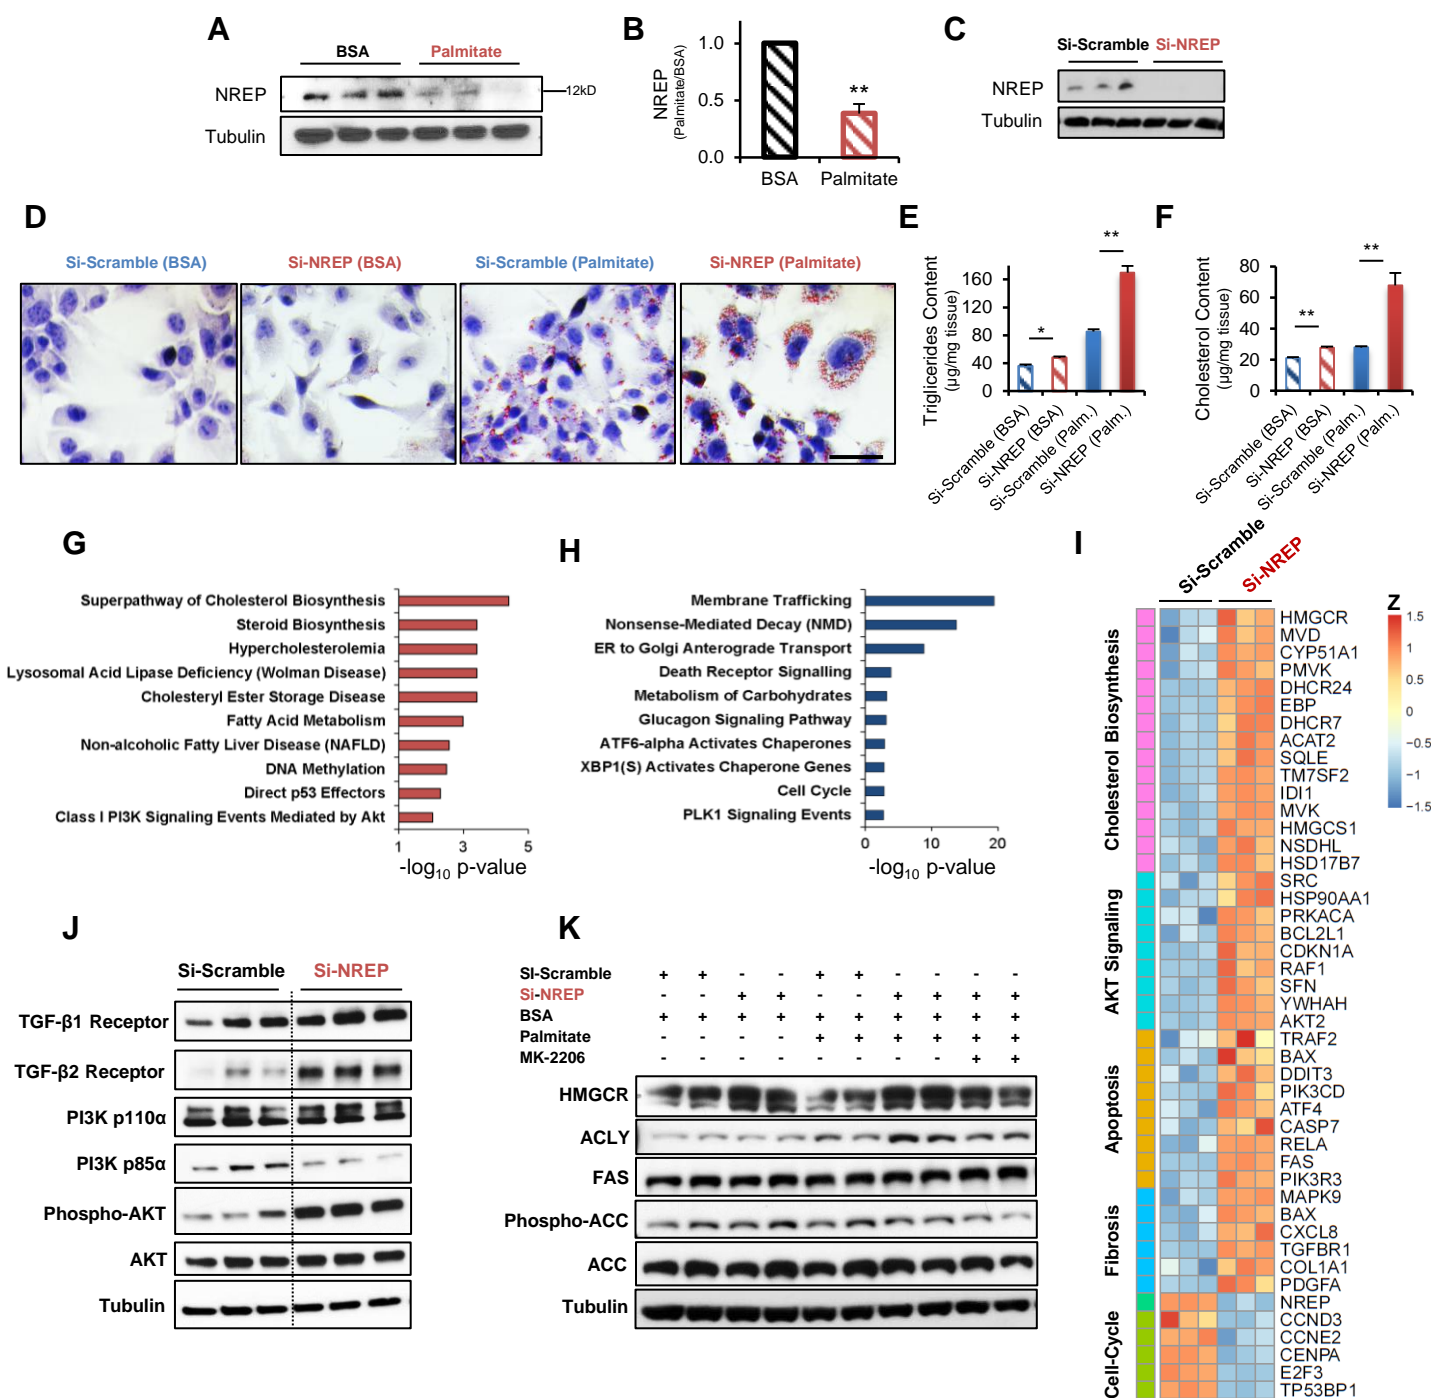 A
BSA
Palmitate
NREP
12kD
Tubulin
B
NREP
(Palmitate/BSA)
1.0
0.5
0.0
**
BSA
Palmitate
C
Si-Scramble
Si-NREP
NREP
Tubulin
D
Si-Scramble (BSA)
Si-NREP (BSA)
Si-Scramble (Palmitate)
Si-NREP (Palmitate)
E
Triglicerides Content
(µg/mg tissue)
160
120
80
40
0
*
**
Si-Scramble (BSA)
Si-NREP (BSA)
Si-Scramble (Palm.)
Si-NREP (Palm.)
F
Cholesterol Content
(µg/mg tissue)
80
60
40
20
0
**
**
Si-Scramble (BSA)
Si-NREP (BSA)
Si-Scramble (Palm.)
Si-NREP (Palm.)
G
Superpathway of Cholesterol Biosynthesis
Steroid Biosynthesis
Hypercholesterolemia
Lysosomal Acid Lipase Deficiency (Wolman Disease)
Cholesteryl Ester Storage Disease
Fatty Acid Metabolism
Non-alcoholic Fatty Liver Disease (NAFLD)
DNA Methylation
Direct p53 Effectors
Class I PI3K Signaling Events Mediated by Akt
1 3 5
-log10 p-value
H
Membrane Trafficking
Nonsense-Mediated Decay (NMD)
ER to Golgi Anterograde Transport
Death Receptor Signalling
Metabolism of Carbohydrates
Glucagon Signaling Pathway
ATF6-alpha Activates Chaperones
XBP1(S) Activates Chaperone Genes
Cell Cycle
PLK1 Signaling Events
0 10 20
-log10 p-value
I
Si-Scramble
Si-NREP
Z
1.5
1
0.5
0
−0.5
−1
−1.5
Cholesterol Biosynthesis
AKT Signaling
Apoptosis
Fibrosis
Cell-Cycle
HMGCR
MVD
CYP51A1
PMVK
DHCR24
EBP
DHCR7
ACAT2
SQLE
TM7SF2
IDI1
MVK
HMGCS1
NSDHL
HSD17B7
SRC
HSP90AA1
PRKACA
BCL2L1
CDKN1A
RAF1
SFN
YWHAH
AKT2
TRAF2
BAX
DDIT3
PIK3CD
ATF4
CASP7
RELA
FAS
PIK3R3
MAPK9
BAX
CXCL8
TGFBR1
COL1A1
PDGFA
NREP
CCND3
CCNE2
CENPA
E2F3
TP53BP1
J
Si-Scramble
Si-NREP
TGF-β1 Receptor
TGF-β2 Receptor
PI3K p110α
PI3K p85α
Phospho-AKT
AKT
Tubulin
K
SI-Scramble + + - - + + - - - -
Si-NREP - - + + - - + + + +
BSA + + + + + + + + + +
Palmitate - - - - + + + + + +
MK-2206 - - - - - - - - + +
HMGCR
ACLY
FAS
Phospho-ACC
ACC
Tubulin